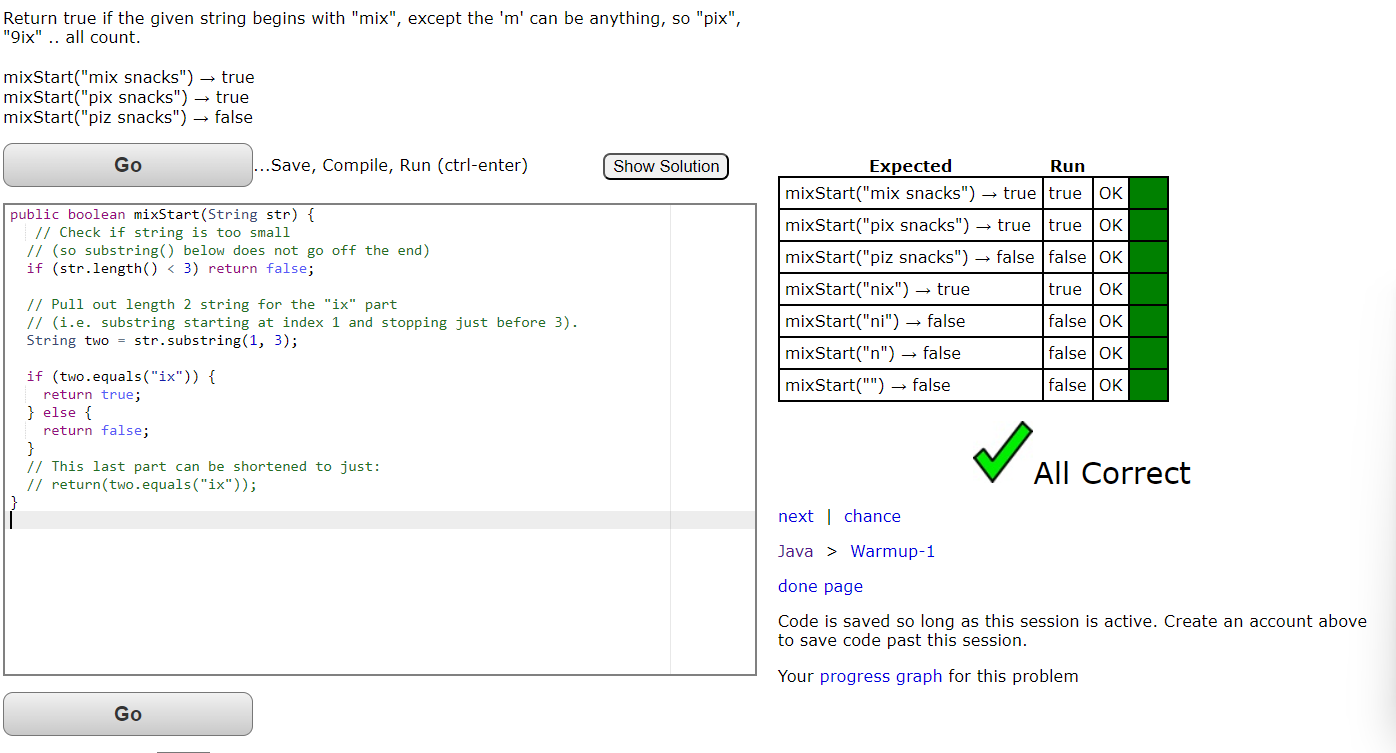 Return true if the given string begins with "mix", except the 'm' can be anything, so "pix",
"9ix" .. all count.
mixStart("mix snacks") → true
mixStart("pix snacks") → true
mixStart("piz snacks") → false
Go
...Save, Compile, Run (ctrl-enter)
Show Solution
public boolean mixStart(String str) {
// Check if string is too small
// (so substring() below does not go off the end)
if (str.length() < 3) return false;
// Pull out length 2 string for the "ix" part
// (i.e. substring starting at index 1 and stopping just before 3).
String two = str.substring(1, 3);
if (two.equals("ix")) {
return true;
} else {
return false;
}
// This last part can be shortened to just:
// return(two.equals("ix"));
}
Go
Expected Run
mixStart("mix snacks") → true true OK
mixStart("pix snacks") → true true OK
mixStart("piz snacks") → false false OK
mixStart("nix") → true true OK
mixStart("ni") → false false OK
mixStart("n") → false false OK
mixStart("") → false false OK
All Correct
next | chance
Java > Warmup-1
done page
Code is saved so long as this session is active. Create an account above
to save code past this session.
Your progress graph for this problem